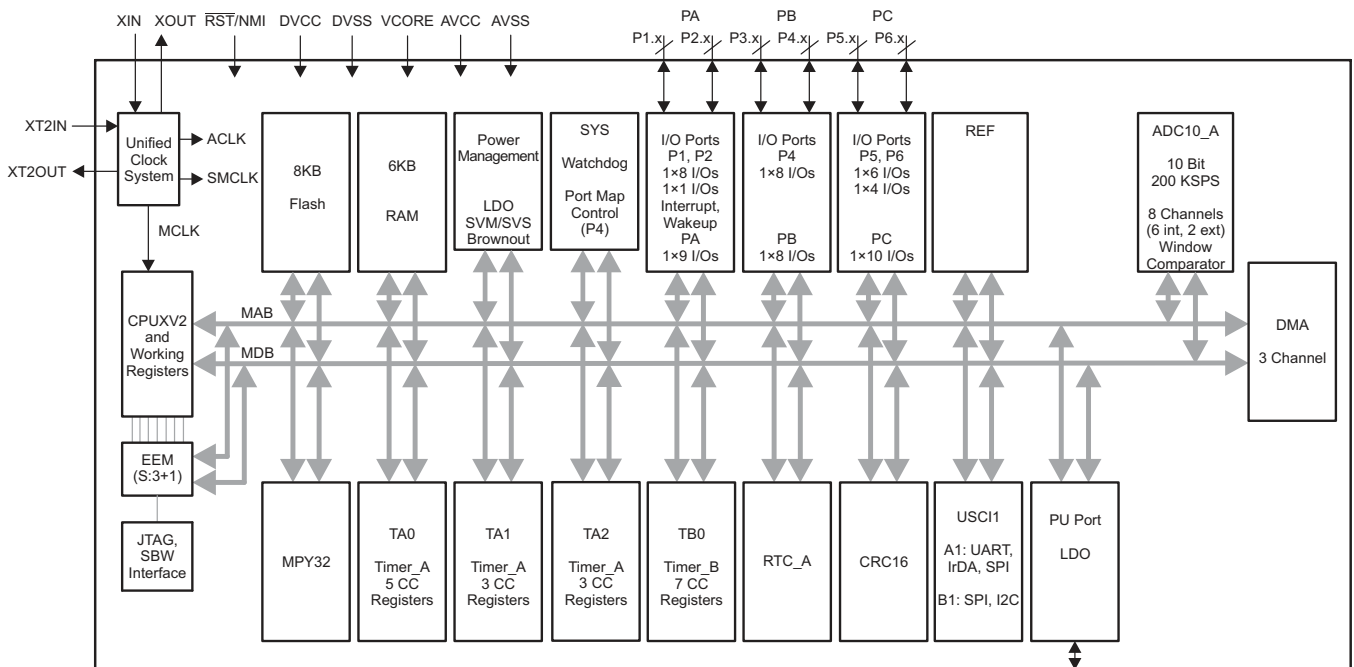 XIN
XOUT
RST/NMI
DVCC
DVSS
VCORE
AVCC
AVSS
PA
P1.x
P2.x
PB
P3.x
P4.x
PC
P5.x
P6.x
XT2IN
XT2OUT
Unified
Clock
System
ACLK
SMCLK
MCLK
8KB
Flash
6KB
RAM
Power
Management
LDO
SVM/SVS
Brownout
SYS
Watchdog
Port Map
Control
(P4)
I/O Ports
P1, P2
1×8 I/Os
1×1 I/Os
Interrupt,
Wakeup
PA
1×9 I/Os
I/O Ports
P4
1×8 I/Os
PB
1×8 I/Os
I/O Ports
P5, P6
1×6 I/Os
1×4 I/Os
PC
1×10 I/Os
REF
ADC10_A
10 Bit
200 KSPS
8 Channels
(6 int, 2 ext)
Window
Comparator
CPUXV2
and
Working
Registers
MAB
MDB
DMA
3 Channel
EEM
(S:3+1)
JTAG,
SBW
Interface
MPY32
TA0
Timer_A
5 CC
Registers
TA1
Timer_A
3 CC
Registers
TA2
Timer_A
3 CC
Registers
TB0
Timer_B
7 CC
Registers
RTC_A
CRC16
USCI1
A1: UART,
IrDA, SPI
B1: SPI, I2C
PU Port
LDO